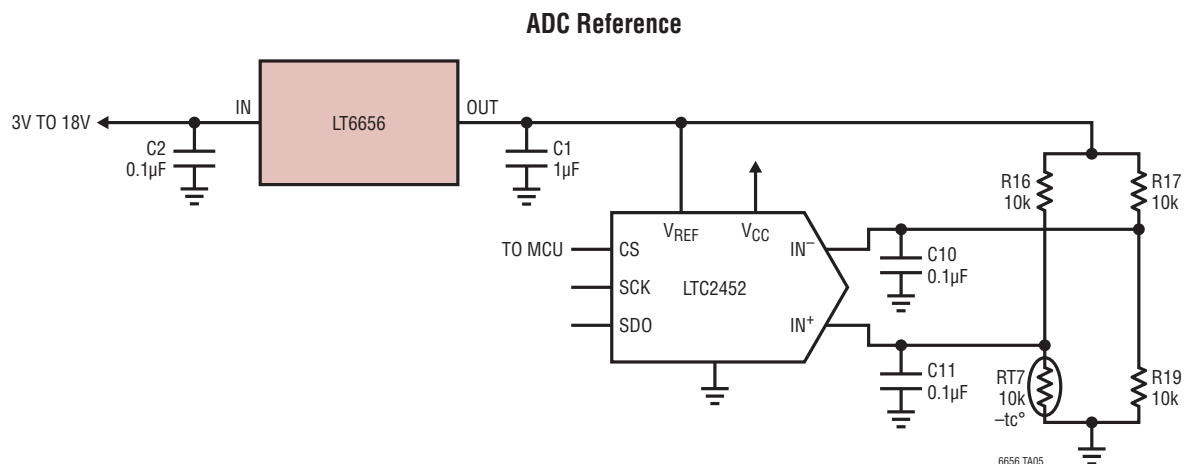 ADC Reference
3V TO 18V
IN
LT6656
OUT
C2
0.1µF
C1
1µF
R16
10k
R17
10k
TO MCU
CS
SCK
SDO
VREF
VCC
LTC2452
IN–
IN+
C10
0.1µF
C11
0.1µF
RT7
10k
–tc°
R19
10k
6656 TA05